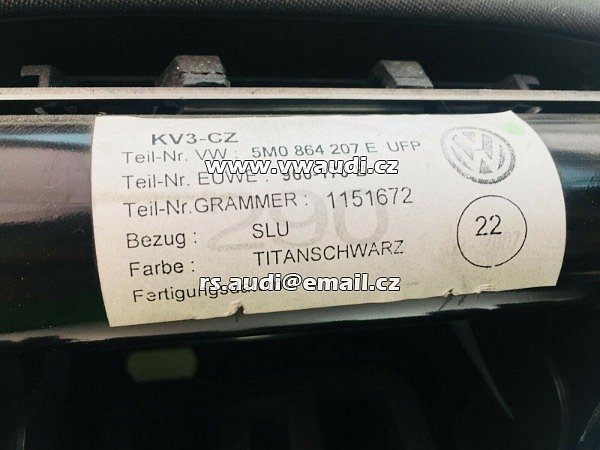 KV3-CZ
Teil-Nr. VW : 5M0 864 207 E UFP
www.vwaudi.cz
Teil-Nr. EUWE :
Teil-Nr.GRAMMER : 1151672
290
Bezug : SLU
22
Farbe : TITANSCHWARZ
rs.audi@email.cz